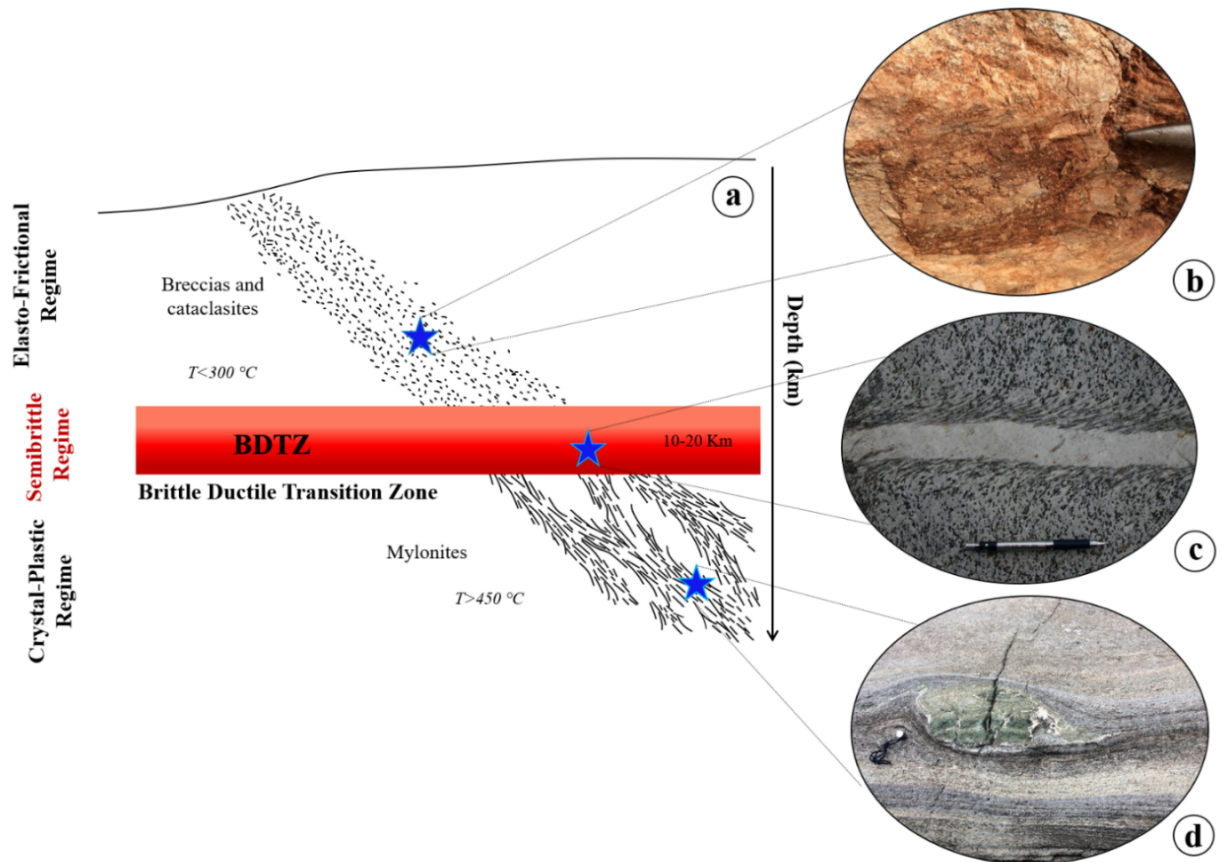 a
b
Elasto-Frictional
Regime
Breccias and
cataclasites
T<300 °C
Depth (km)
Semibrittle
Regime
BDTZ
10-20 Km
c
Brittle Ductile Transition Zone
Crystal-Plastic
Regime
Mylonites
T>450 °C
d